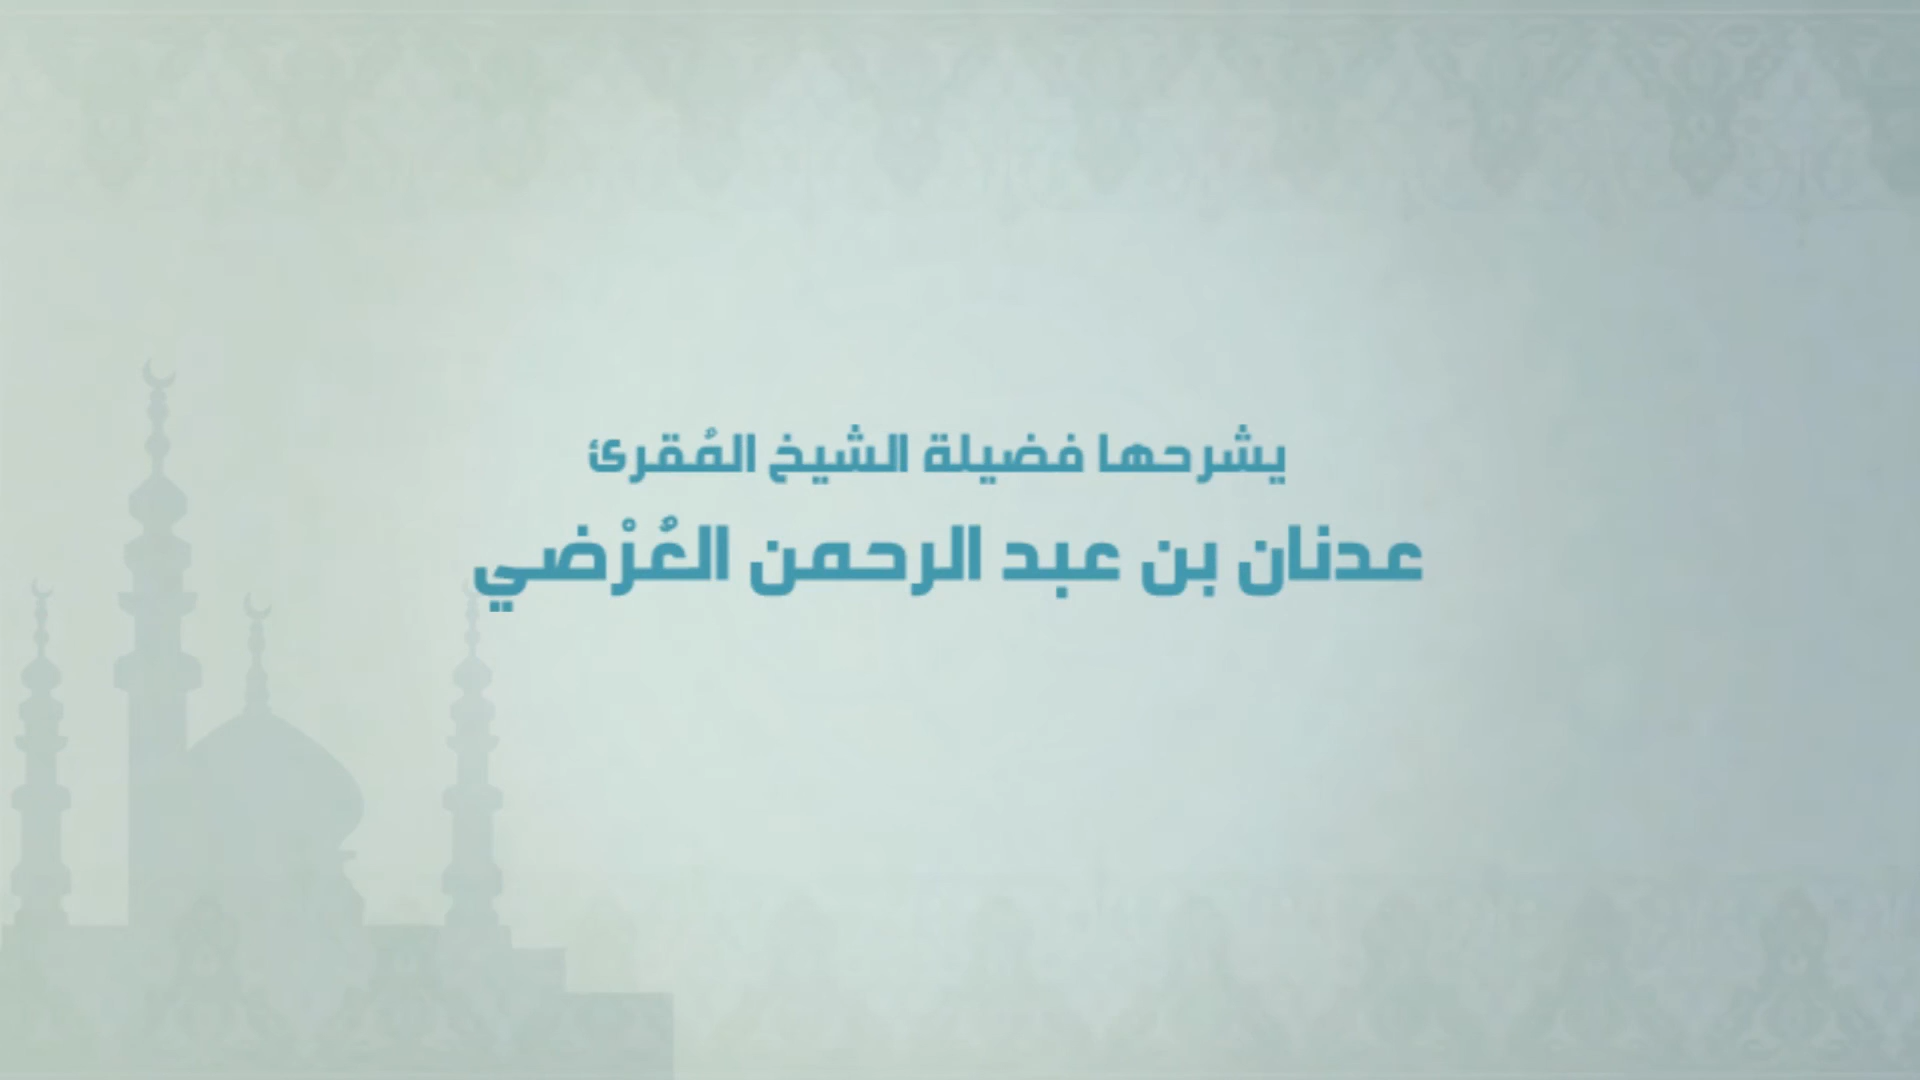 يشرحها فضيلة الشيخ المُقرئ
عدنان بن عبد الرحمن العُرْضي